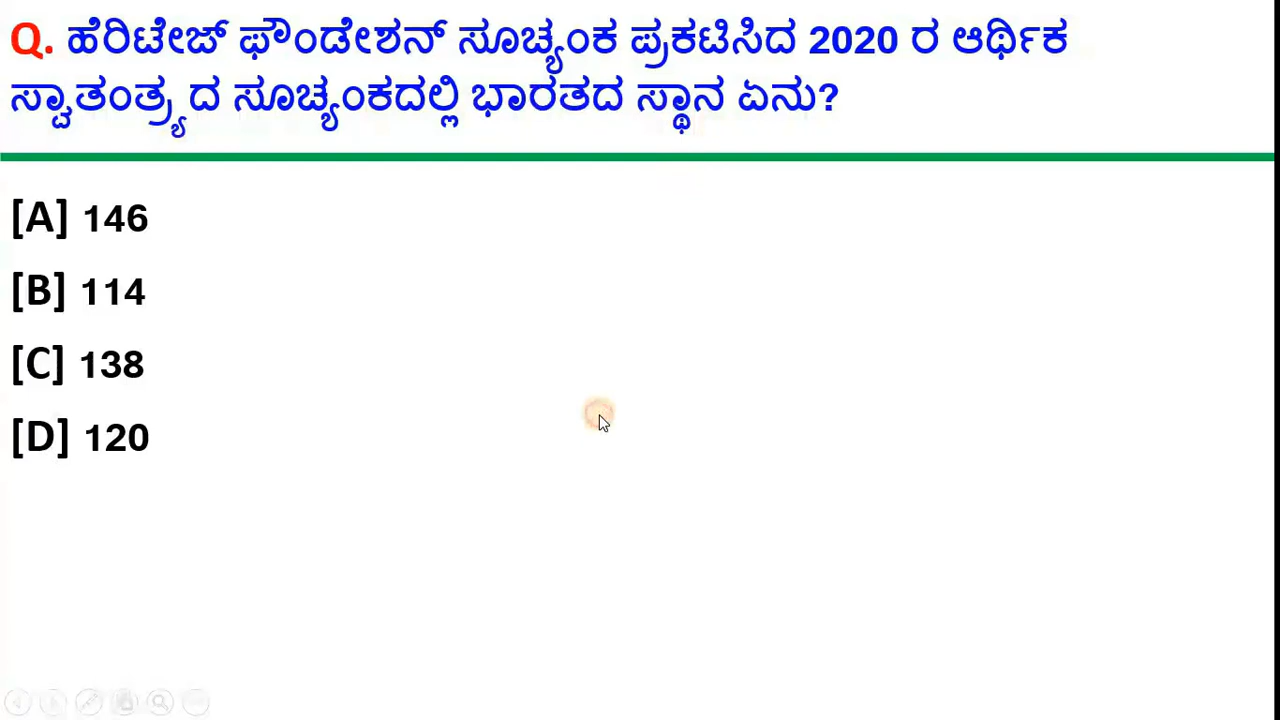 Q. ಹೆರಿಟೇಜ್ ಫೌಂಡೇಶನ್ ಸೂಚ್ಯಂಕ ಪ್ರಕಟಿಸಿದ 2020 ರ ಆರ್ಥಿಕ
ಸ್ವಾತಂತ್ರ್ಯದ ಸೂಚ್ಯಂಕದಲ್ಲಿ ಭಾರತದ ಸ್ಥಾನ ಏನು?
[A] 146
[B] 114
[C] 138
[D] 120